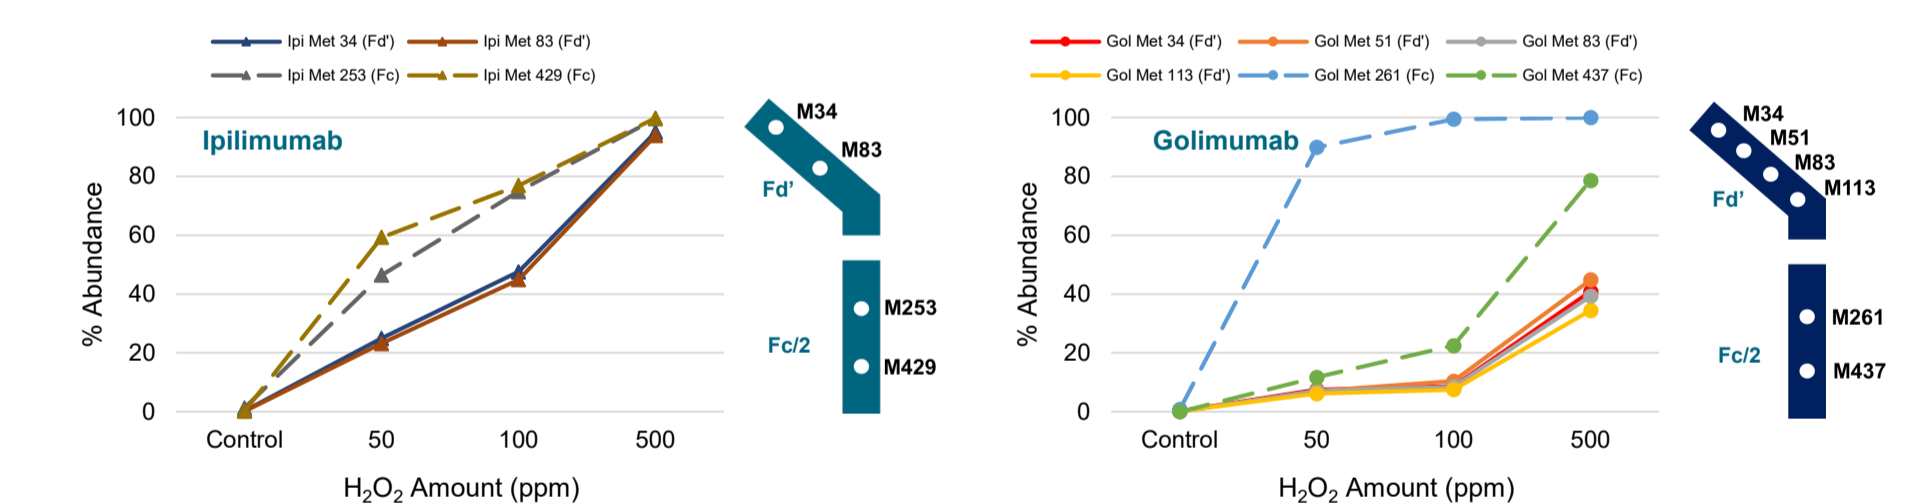 Ipi Met 34 (Fd')
Ipi Met 83 (Fd')
Ipi Met 253 (Fc)
Ipi Met 429 (Fc)
Ipilimumab
% Abundance
100
80
60
40
20
0
Control
50
100
500
H₂O₂ Amount (ppm)
M34
M83
Fd’
M253
Fc/2
M429
Gol Met 34 (Fd')
Gol Met 51 (Fd')
Gol Met 83 (Fd')
Gol Met 113 (Fd')
Gol Met 261 (Fc)
Gol Met 437 (Fc)
Golimumab
% Abundance
100
80
60
40
20
0
Control
50
100
500
H₂O₂ Amount (ppm)
M34
M51
M83
M113
Fd’
M261
Fc/2
M437